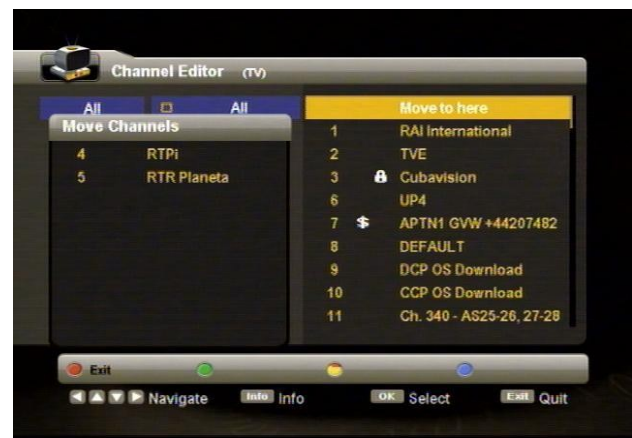 Channel Editor (TV)
All All
Move Channels
4 RTPi
5 RTR Planeta
Move to here
1 RAI International
2 TVE
3 Cubavision
6 UP4
7 $ APTN1 GVW +44207482
8 DEFAULT
9 DCP OS Download
10 CCP OS Download
11 Ch. 340 - AS25-26, 27-28
Exit
Navigate Info Info OK Select Exit Quit